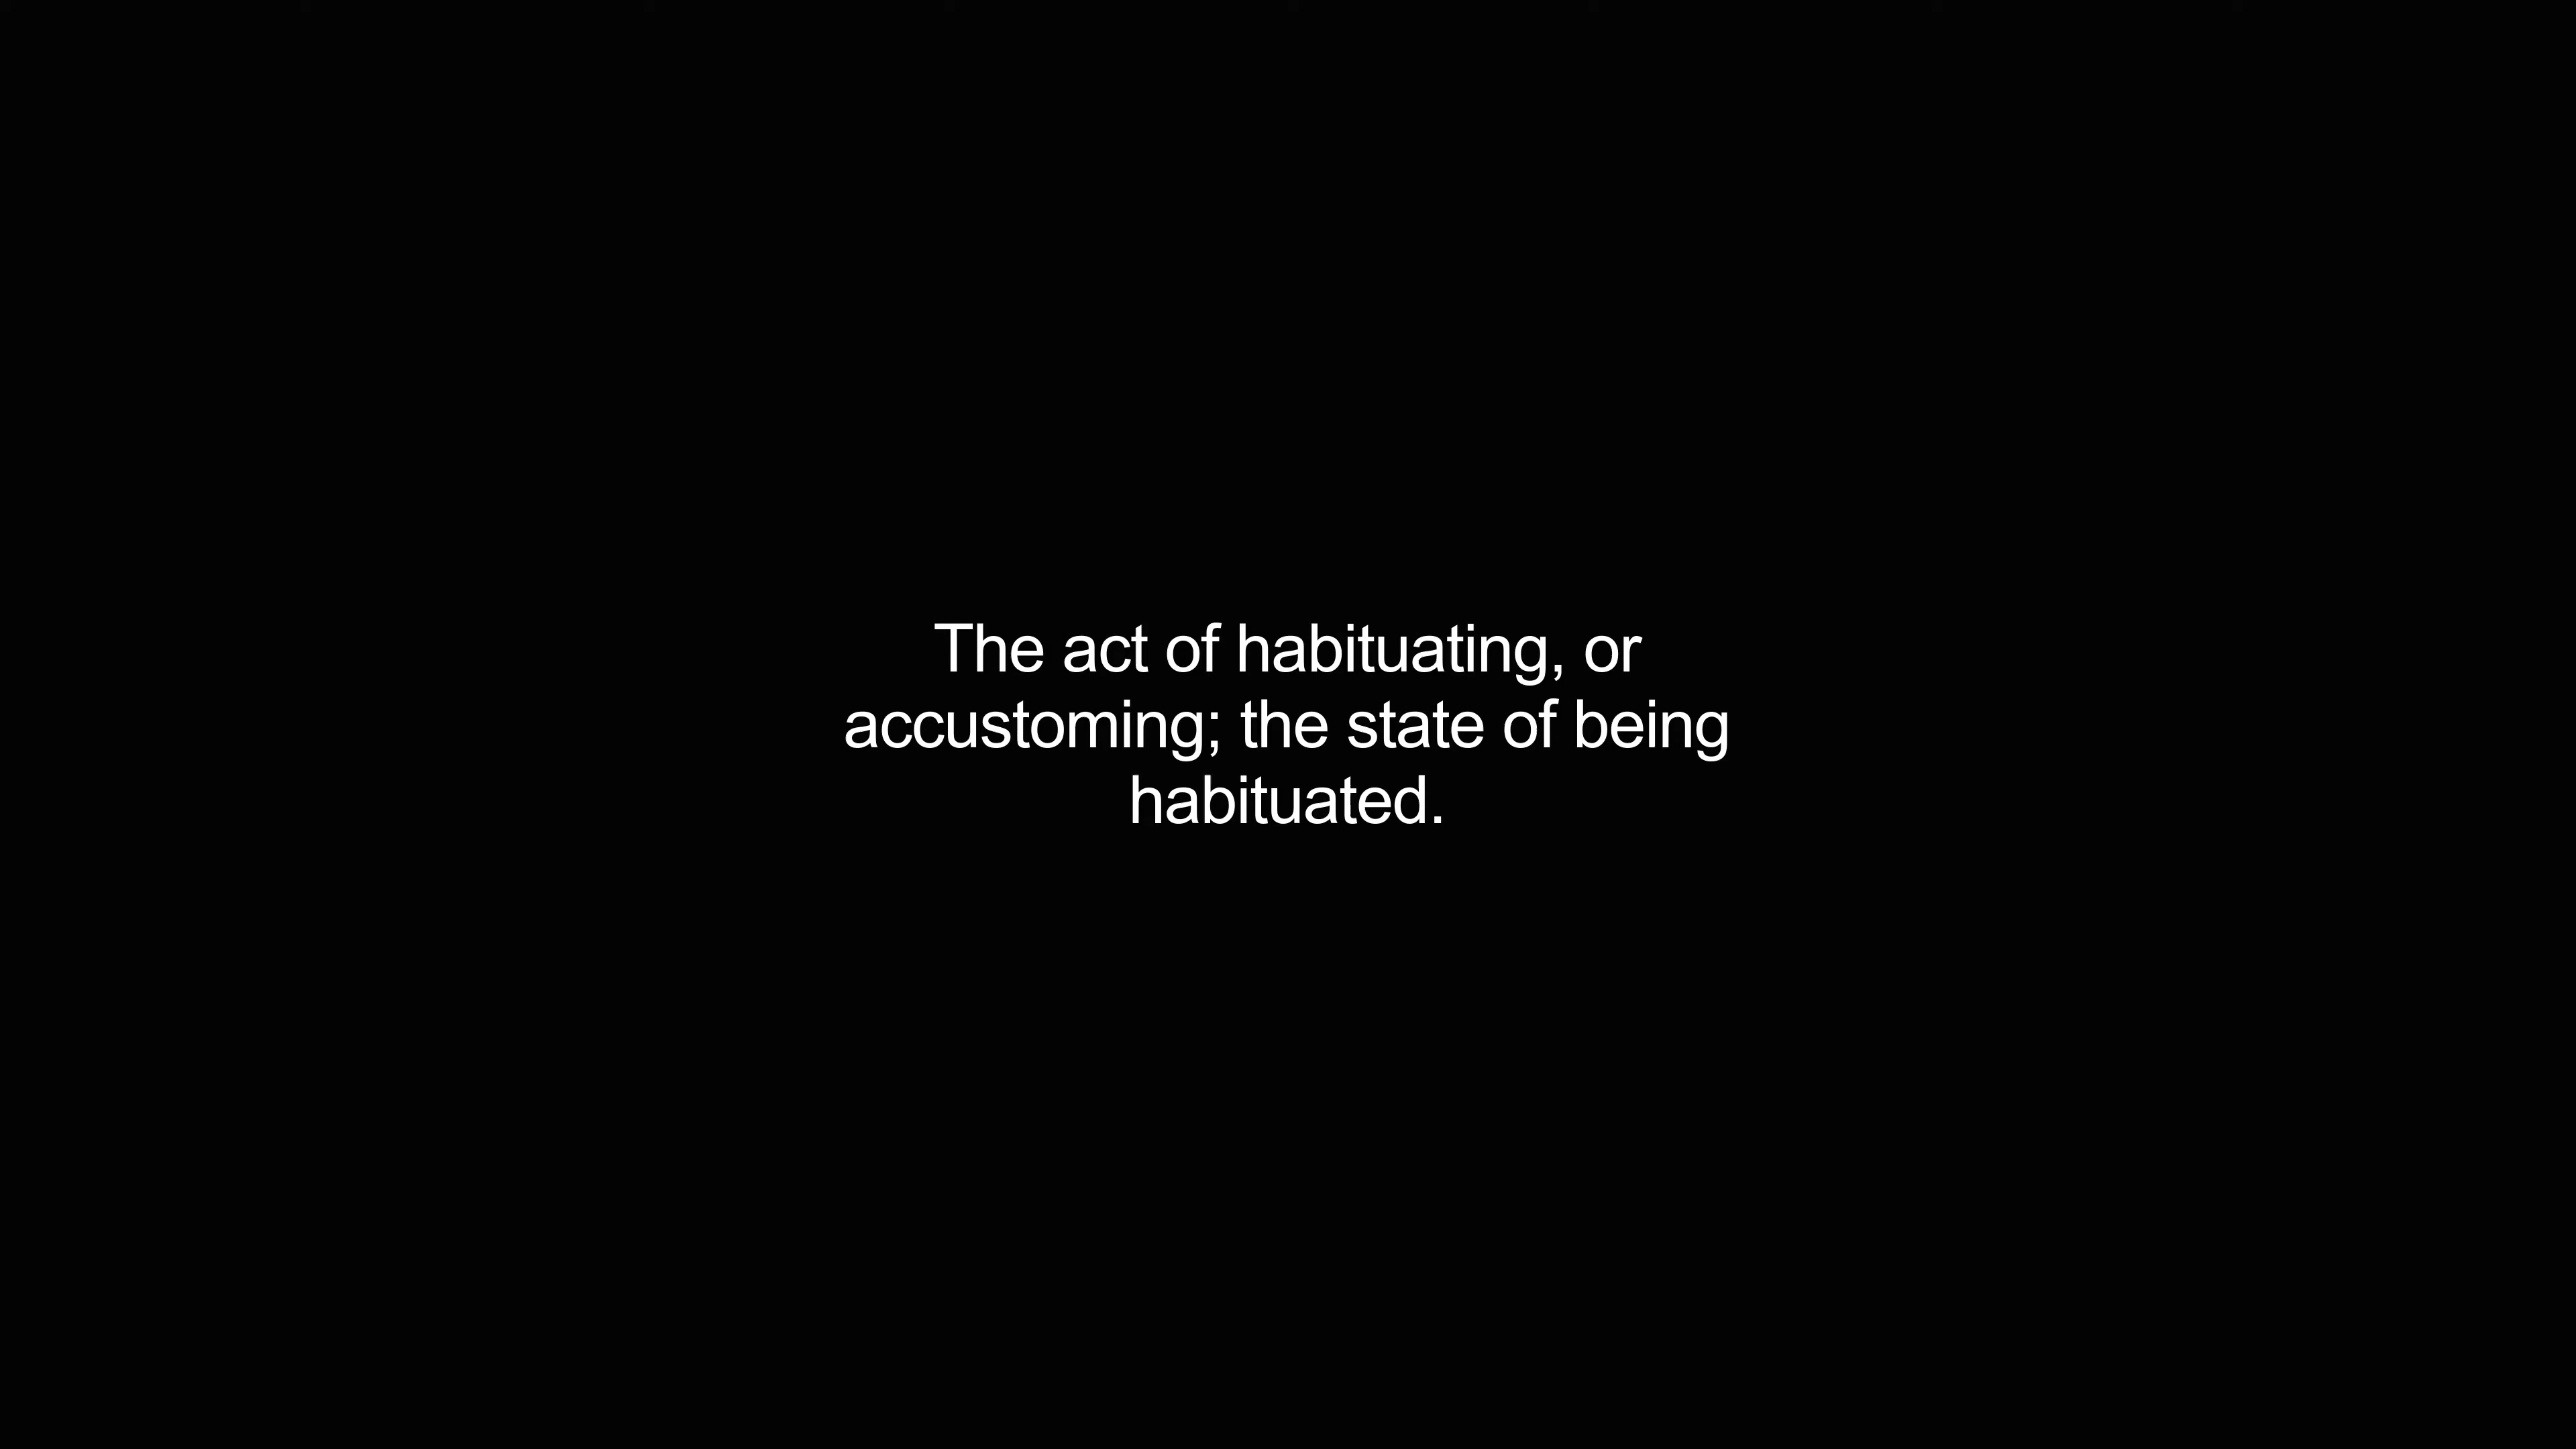 The act of habituating, or
accustoming; the state of being
habituated.